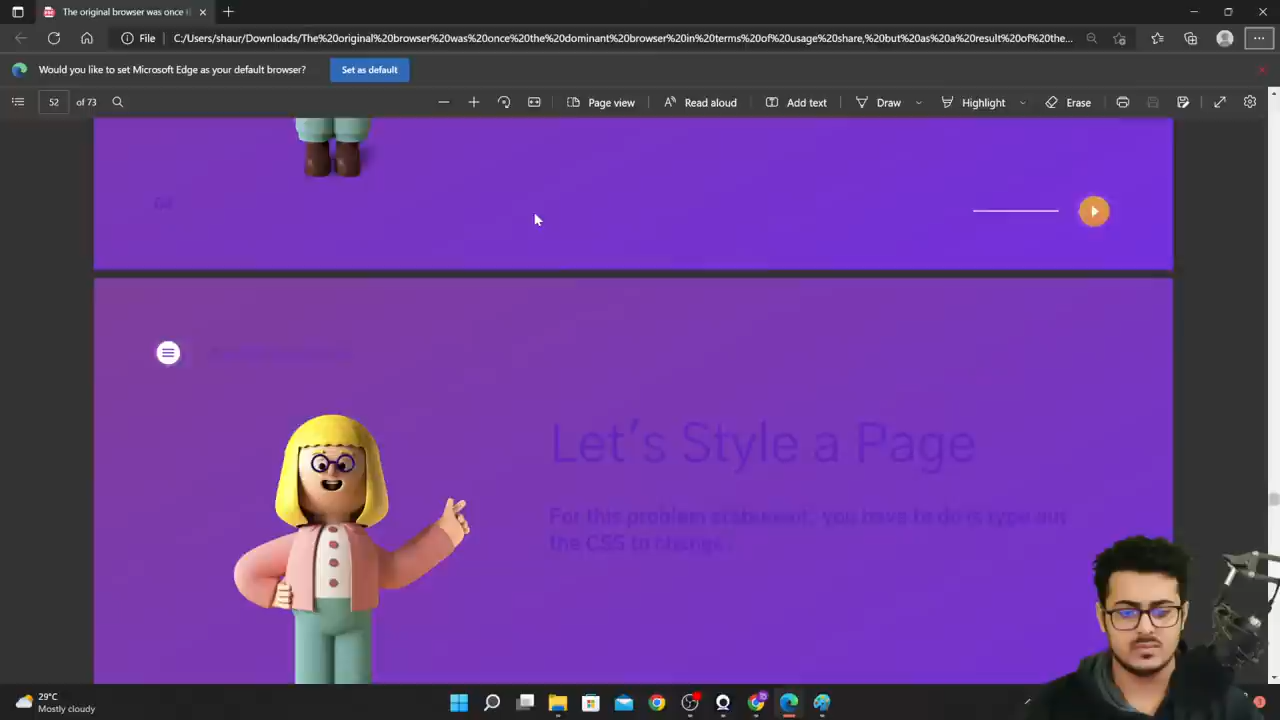 The original browser was once t
File
C:/Users/shaur/Downloads/The%20original%20browser%20was%20once%20the%20dominant%20browser%20in%20terms%20of%20usage%20share,%20but%20as%20a%20result%20of%20the...
Would you like to set Microsoft Edge as your default browser?
Set as default
52 of 73
Page view
Read aloud
Add text
Draw
Highlight
Erase
Let's Style a Page
For this problem statement, you have to do is type out
the CSS to change.
29°C
Mostly cloudy
1